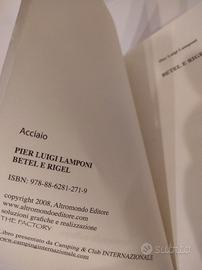 Acciaio
PIER LUIGI LAMPONI
BETEL E RIGEL
ISBN: 978-88-6281-271-9
copyright 2008, Altromondo Editore
www.altromondoeditore.com
soluzioni grafiche e realizzazione
THE FACTORY
Libro presentato da Camping & Club INTERNAZIONALE
www.campinginternazionale.com
Pier Luigi Lamponi
BETEL E RIGEL
subito